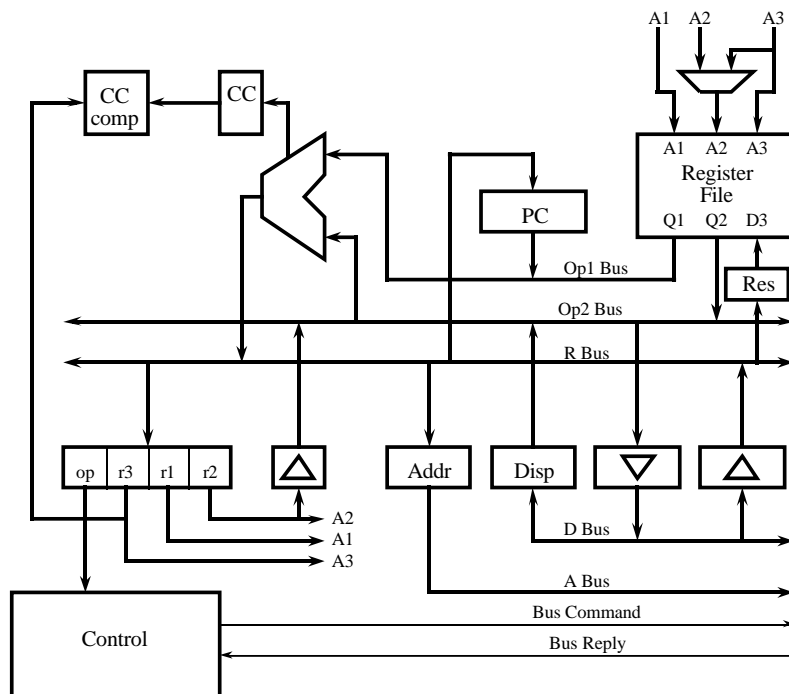 A1 A2 A3
CC
comp
CC
A1 A2 A3
Register
File
Q1 Q2 D3
PC
Op1 Bus
Res
Op2 Bus
R Bus
op r3 r1 r2
Addr
Disp
A2
A1
A3
D Bus
A Bus
Control
Bus Command
Bus Reply